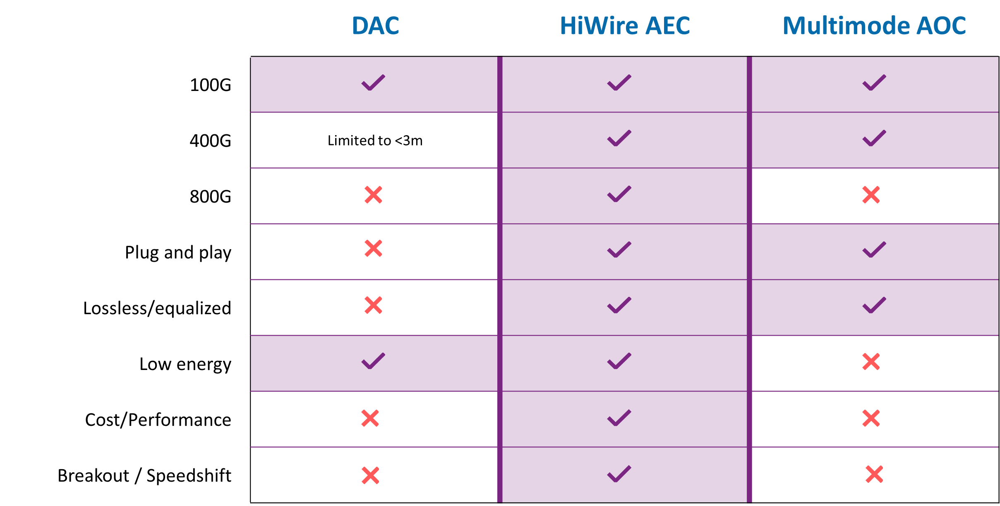 DAC HiWire AEC Multimode AOC
100G ✓ ✓ ✓
400G Limited to <3m ✓ ✓
800G ✕ ✓ ✕
Plug and play ✕ ✓ ✓
Lossless/equalized ✕ ✓ ✓
Low energy ✓ ✓ ✕
Cost/Performance ✕ ✓ ✕
Breakout / Speedshift ✕ ✓ ✕